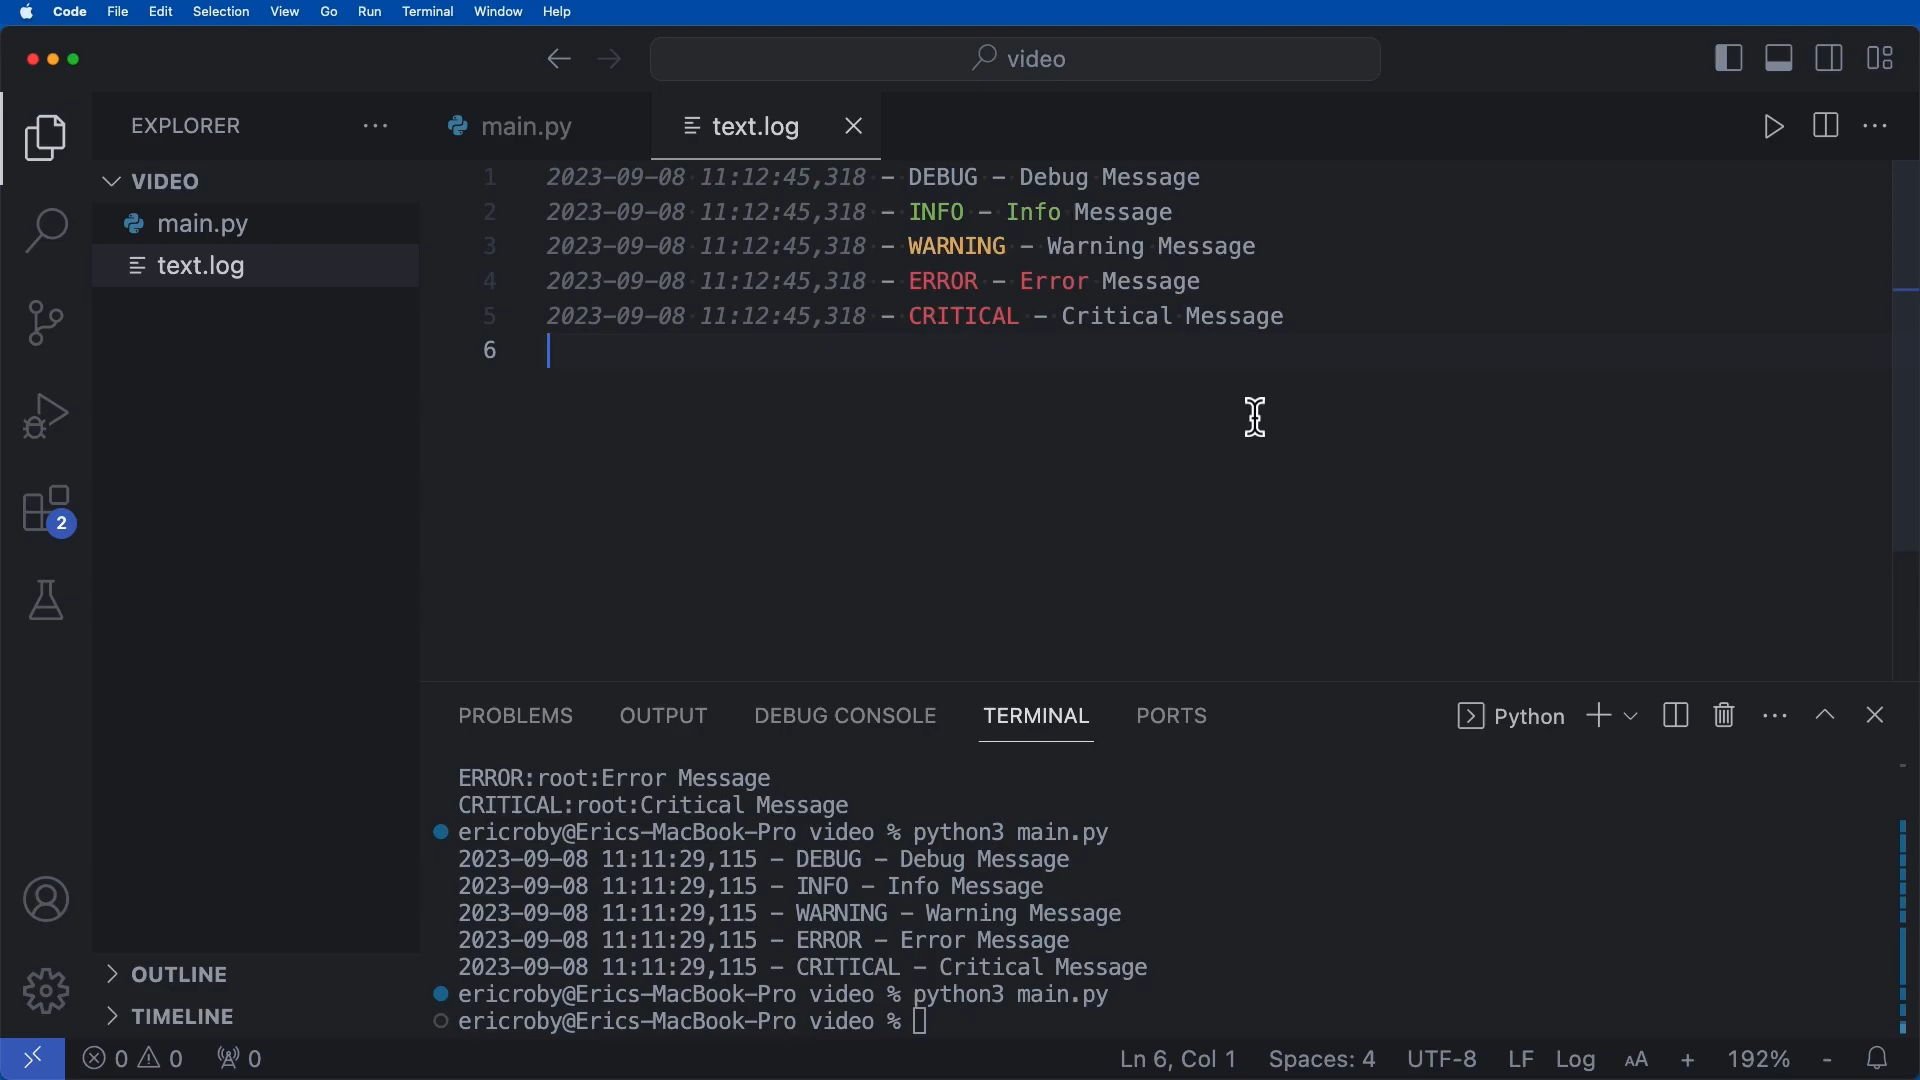 Code File Edit Selection View Go Run Terminal Window Help
video
EXPLORER ···
main.py
text.log
VIDEO
main.py
text.log
1 2023-09-08 11:12:45,318 - DEBUG - Debug Message
2 2023-09-08 11:12:45,318 - INFO - Info Message
3 2023-09-08 11:12:45,318 - WARNING - Warning Message
4 2023-09-08 11:12:45,318 - ERROR - Error Message
5 2023-09-08 11:12:45,318 - CRITICAL - Critical Message
6
2
PROBLEMS OUTPUT DEBUG CONSOLE TERMINAL PORTS
Python
ERROR:root:Error Message
CRITICAL:root:Critical Message
ericroby@Erics-MacBook-Pro video % python3 main.py
2023-09-08 11:11:29,115 - DEBUG - Debug Message
2023-09-08 11:11:29,115 - INFO - Info Message
2023-09-08 11:11:29,115 - WARNING - Warning Message
2023-09-08 11:11:29,115 - ERROR - Error Message
2023-09-08 11:11:29,115 - CRITICAL - Critical Message
ericroby@Erics-MacBook-Pro video % python3 main.py
ericroby@Erics-MacBook-Pro video %
OUTLINE
TIMELINE
0 0 0
Ln 6, Col 1 Spaces: 4 UTF-8 LF Log AA + 192% -